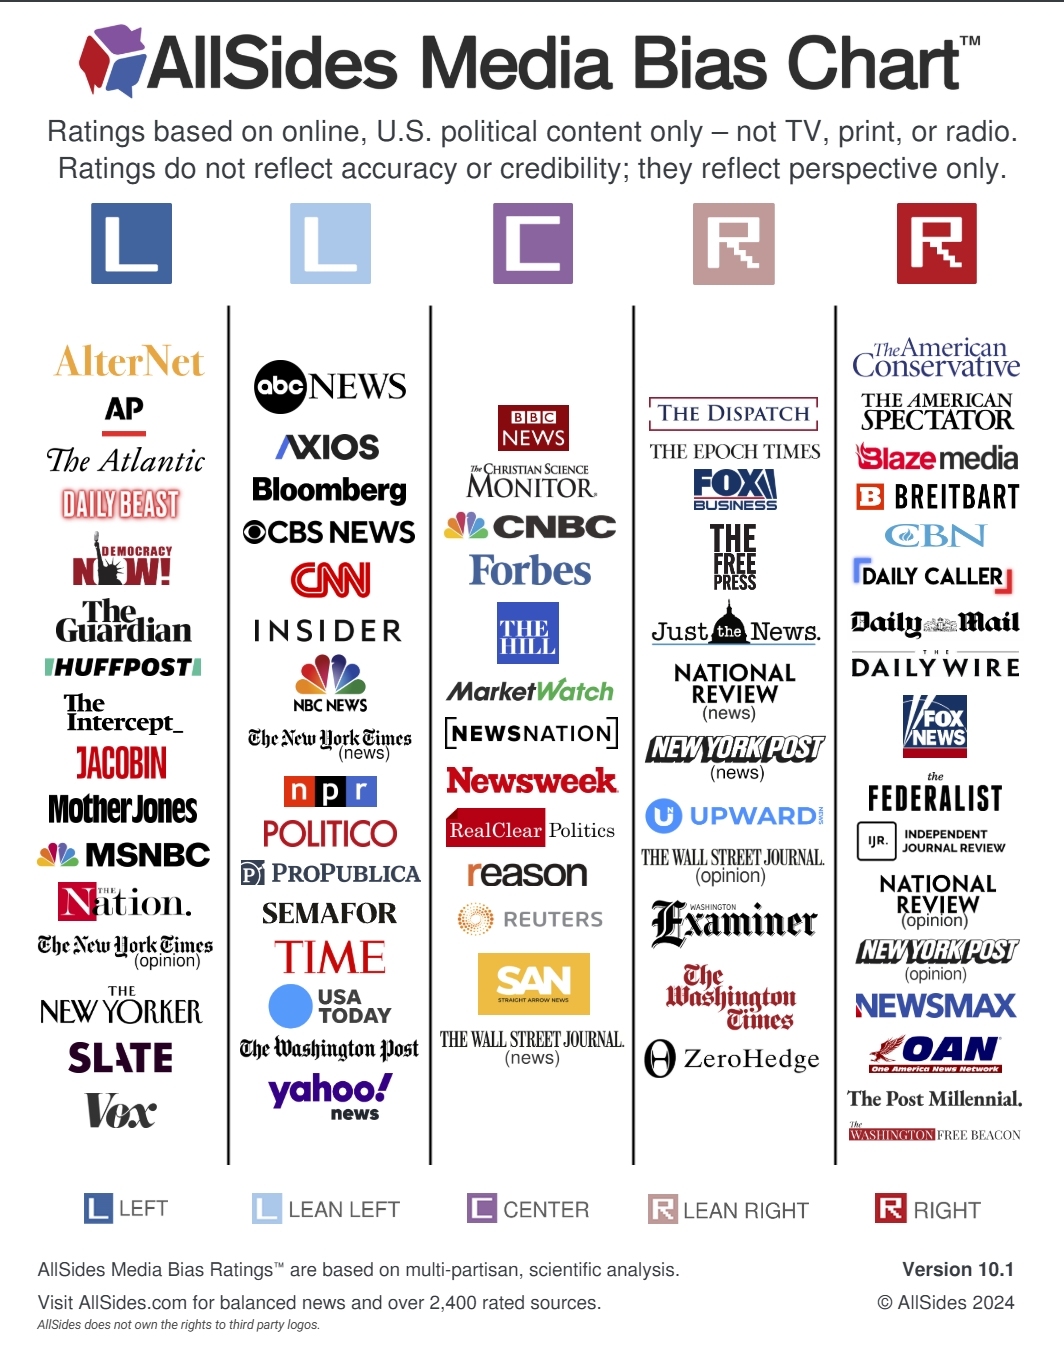 AllSides Media Bias Chart™
Ratings based on online, U.S. political content only – not TV, print, or radio.
Ratings do not reflect accuracy or credibility; they reflect perspective only.
L
L
C
R
R
AlterNet
AP
The Atlantic
DAILY BEAST
DEMOCRACY
NOW!
The
Guardian
HUFFPOST
The
Intercept_
JACOBIN
Mother Jones
MSNBC
THE
Nation.
The New York Times
(opinion)
THE
NEW YORKER
SLATE
Vox
abc NEWS
AXIOS
Bloomberg
CBS NEWS
CNN
INSIDER
NBC NEWS
The New York Times
(news)
npr
POLITICO
P PROPUBLICA
SEMAFOR
TIME
USA
TODAY
The Washington Post
yahoo!
news
BBC
NEWS
The CHRISTIAN SCIENCE
MONITOR
CNBC
Forbes
THE
HILL
MarketWatch
[NEWSNATION]
Newsweek
RealClear Politics
reason
REUTERS
SAN
STRAIGHT ARROW NEWS
THE WALL STREET JOURNAL.
(news)
THE DISPATCH
THE EPOCH TIMES
FOX
BUSINESS
THE
FREE
PRESS
Just the News.
NATIONAL
REVIEW
(news)
NEW YORK POST
(news)
UN UPWARD NEWS
THE WALL STREET JOURNAL.
(opinion)
WASHINGTON
Examiner
The
Washington
Times
ZeroHedge
The American
Conservative
THE AMERICAN
SPECTATOR
Blaze media
B BREITBART
CBN
DAILY CALLER
Daily Mail
THE
DAILY WIRE
FOX
NEWS
the
FEDERALIST
IJR. INDEPENDENT
JOURNAL REVIEW
NATIONAL
REVIEW
(opinion)
NEW YORK POST
(opinion)
NEWSMAX
OAN
One America News Network
The Post Millennial.
The
WASHINGTON FREE BEACON
L LEFT
L LEAN LEFT
C CENTER
R LEAN RIGHT
R RIGHT
AllSides Media Bias Ratings™ are based on multi-partisan, scientific analysis.
Version 10.1
Visit AllSides.com for balanced news and over 2,400 rated sources.
© AllSides 2024
AllSides does not own the rights to third party logos.